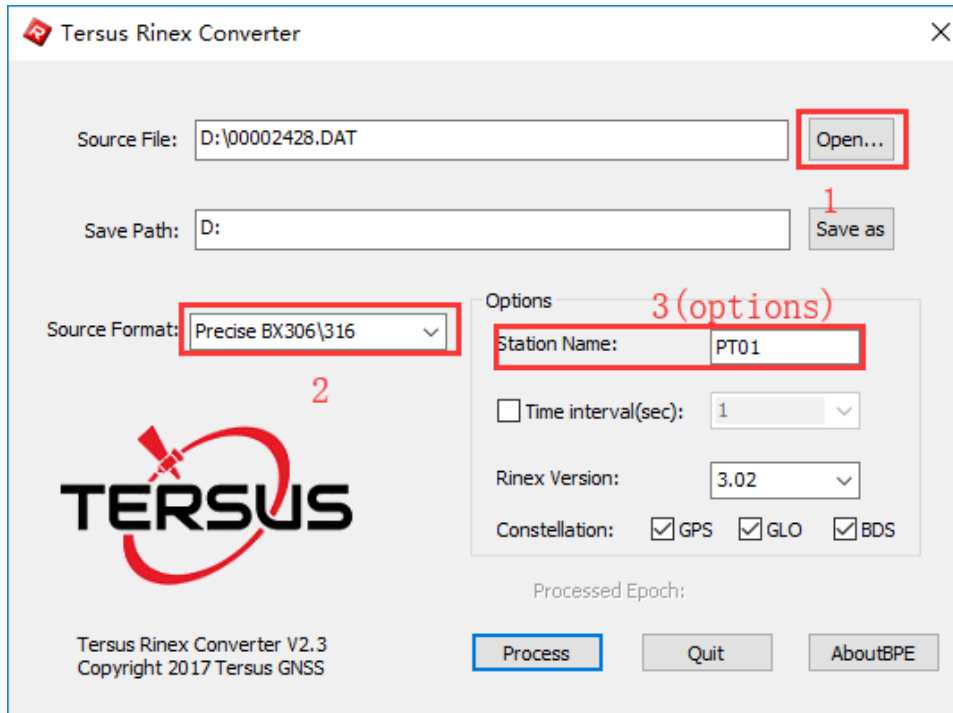 Tersus Rinex Converter
Source File: D:\00002428.DAT Open...
1
Save Path: D: Save as
Options
3(options)
Source Format: Precise BX306\316
Station Name: PT01
2
Time interval(sec): 1
TERSUS
Rinex Version: 3.02
Constellation: GPS GLO BDS
Processed Epoch:
Tersus Rinex Converter V2.3
Copyright 2017 Tersus GNSS
Process Quit AboutBPE